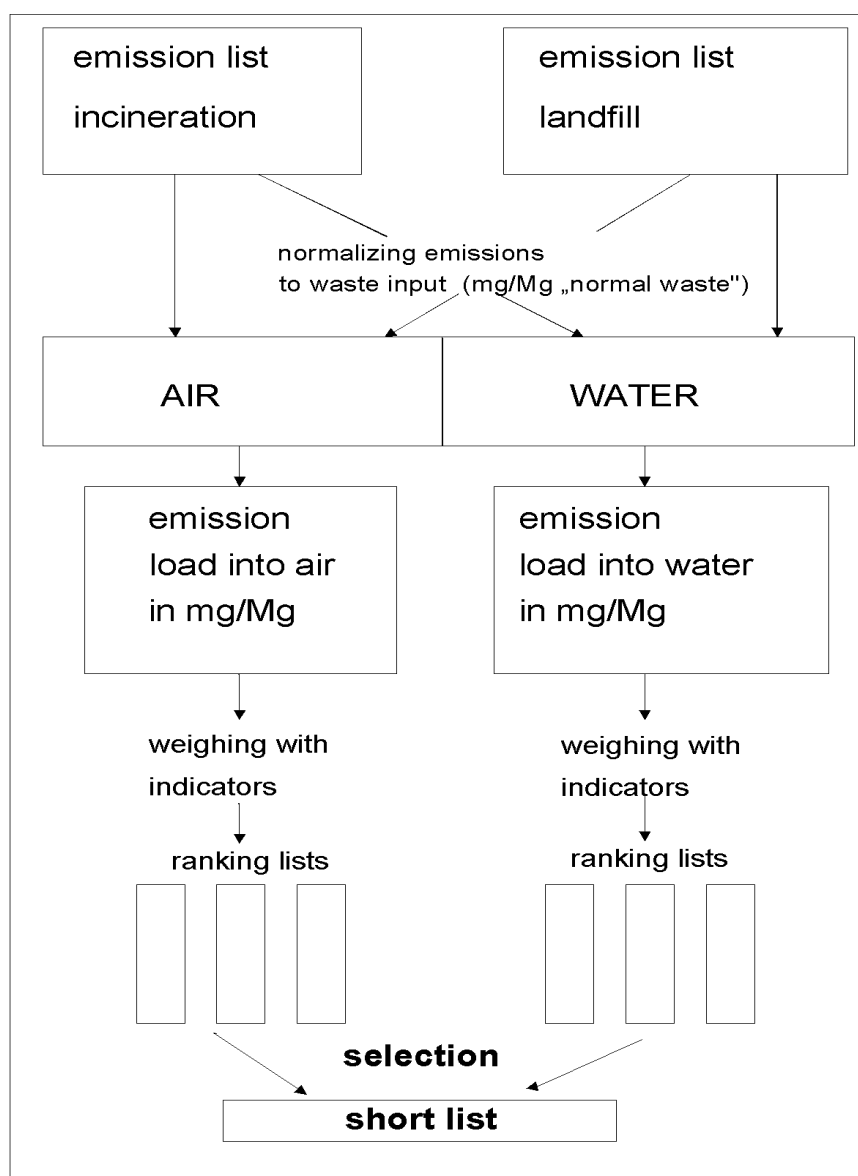 emission list
incineration
emission list
landfill
normalizing emissions
to waste input  (mg/Mg „normal waste")
AIR
WATER
emission
load into air
in mg/Mg
emission
load into water
in mg/Mg
weighing with
indicators
weighing with
indicators
ranking lists
ranking lists
selection
short list